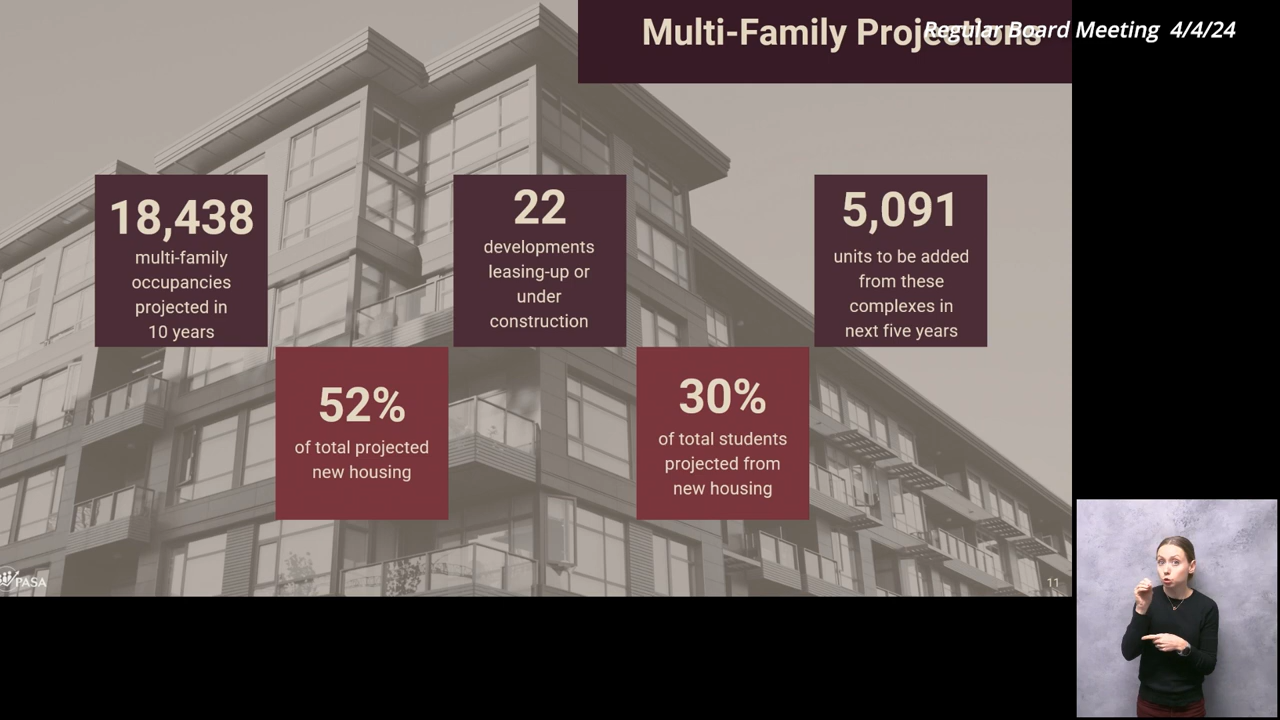 Multi-Family Projections
Regular Board Meeting 4/4/24
18,438
multi-family
occupancies
projected in
10 years
22
developments
leasing-up or
under
construction
5,091
units to be added
from these
complexes in
next five years
52%
of total projected
new housing
30%
of total students
projected from
new housing
PASA
11